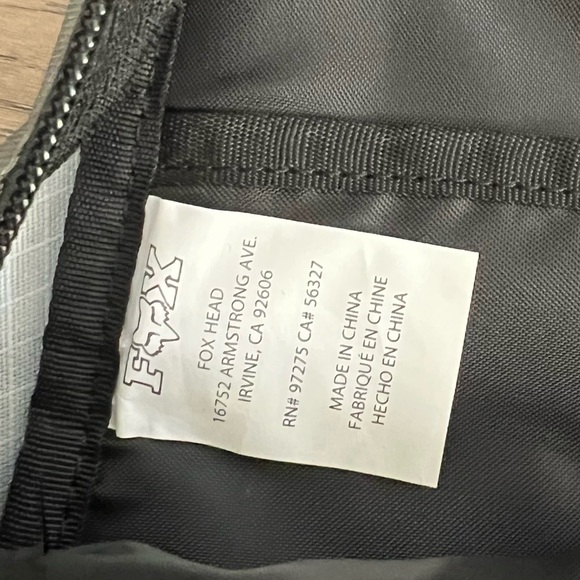 FOX
FOX HEAD
16752 ARMSTRONG AVE.
IRVINE, CA 92606
RN# 97275 CA# 56327
MADE IN CHINA
FABRIQUÉ EN CHINE
HECHO EN CHINA